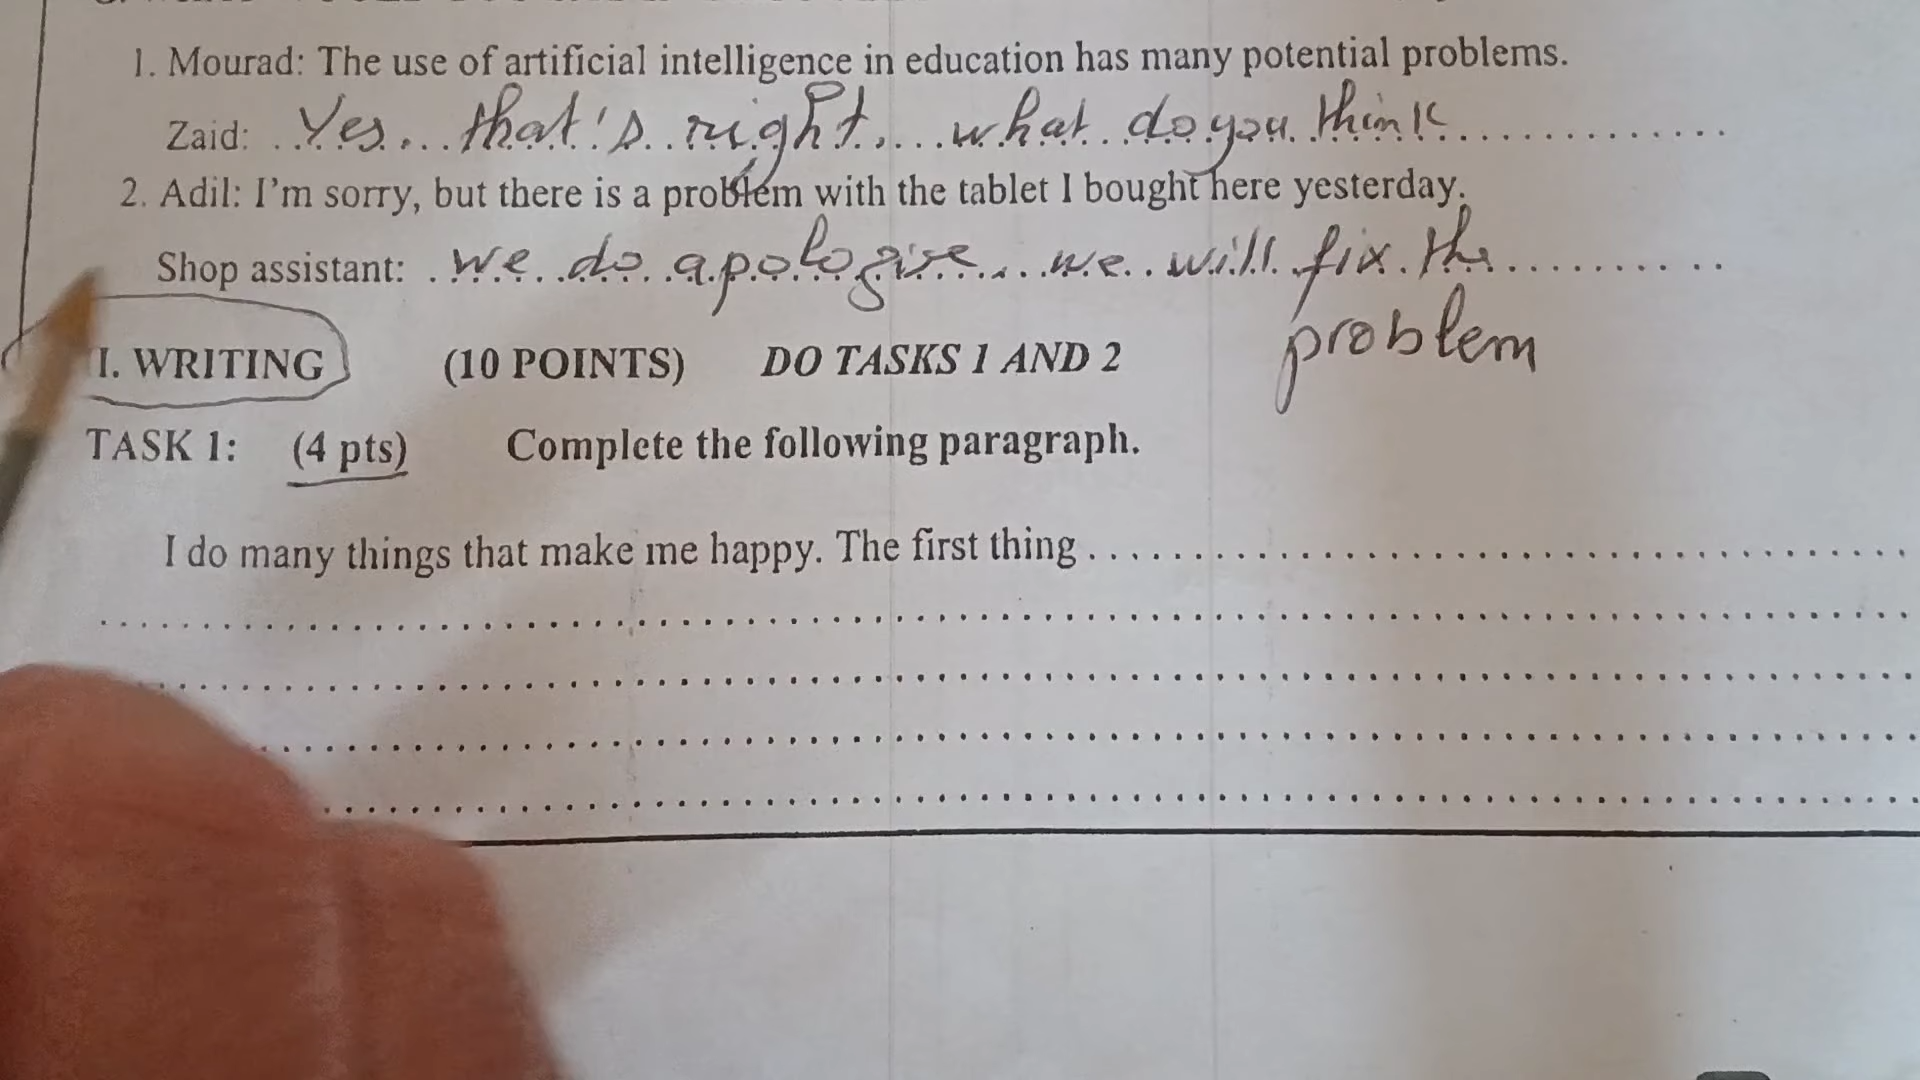 1. Mourad: The use of artificial intelligence in education has many potential problems.
Zaid: Yes that's right, what do you think
2. Adil: I'm sorry, but there is a problem with the tablet I bought here yesterday.
Shop assistant: we do apologise we will fix the
problem
I. WRITING (10 POINTS) DO TASKS 1 AND 2
TASK 1: (4 pts) Complete the following paragraph.
I do many things that make me happy. The first thing